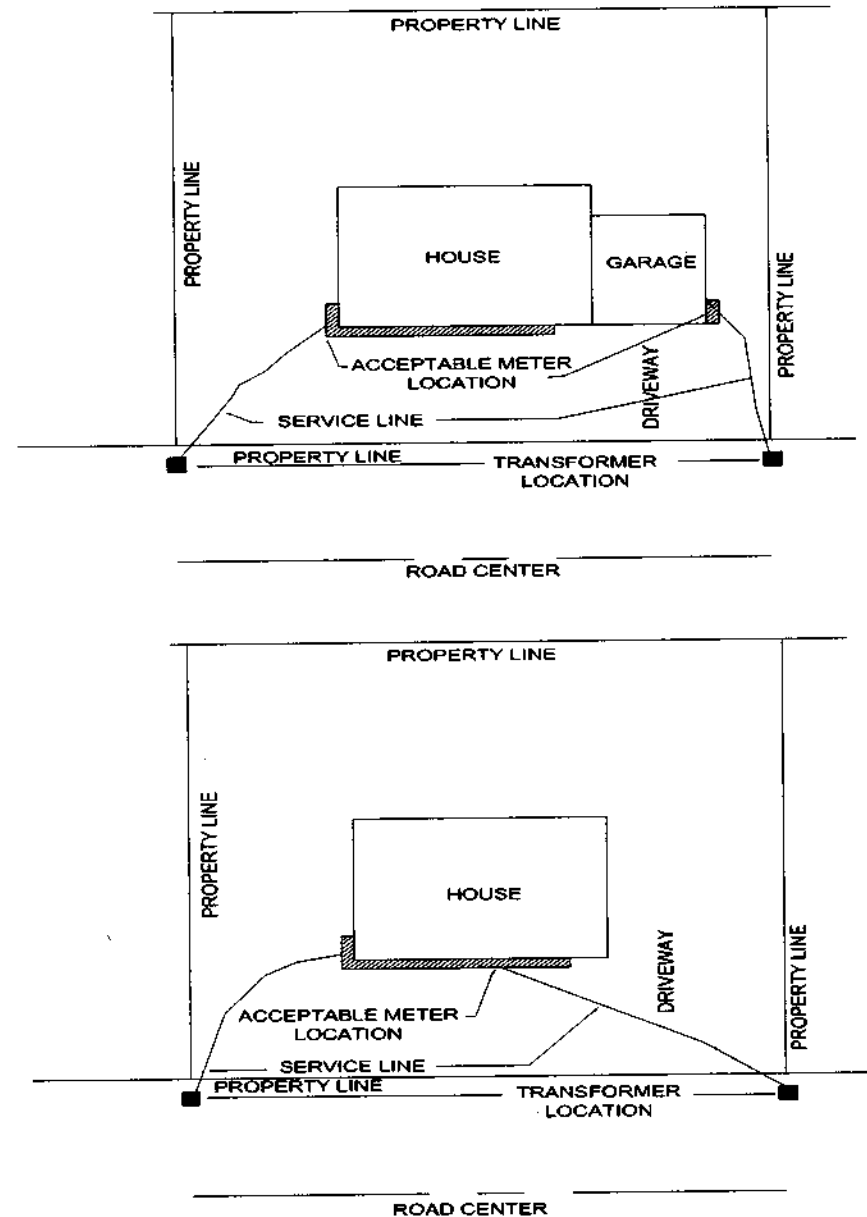 PROPERTY LINE
PROPERTY LINE
HOUSE
GARAGE
PROPERTY LINE
ACCEPTABLE METER
LOCATION
DRIVEWAY
SERVICE LINE
PROPERTY LINE
TRANSFORMER
LOCATION
ROAD CENTER
PROPERTY LINE
PROPERTY LINE
HOUSE
DRIVEWAY
PROPERTY LINE
ACCEPTABLE METER
LOCATION
SERVICE LINE
PROPERTY LINE
TRANSFORMER
LOCATION
ROAD CENTER